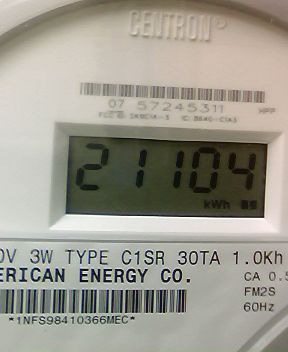 CENTRON®
07 57245311
21104
kWh
0V 3W TYPE C1SR 30TA 1.0Kh
ERICAN ENERGY CO.
CA 0.5
FM2S
60Hz
*1NFS98410366MEC*